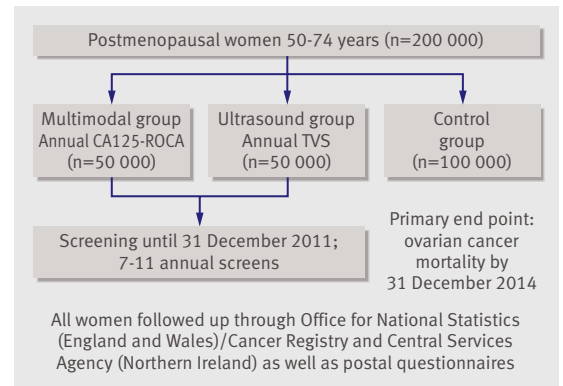 Postmenopausal women 50-74 years (n=200 000)
Multimodal group
Annual CA125-ROCA
(n=50 000)
Ultrasound group
Annual TVS
(n=50 000)
Control
group
(n=100 000)
Screening until 31 December 2011;
7-11 annual screens
Primary end point:
ovarian cancer
mortality by
31 December 2014
All women followed up through Office for National Statistics
(England and Wales)/Cancer Registry and Central Services
Agency (Northern Ireland) as well as postal questionnaires